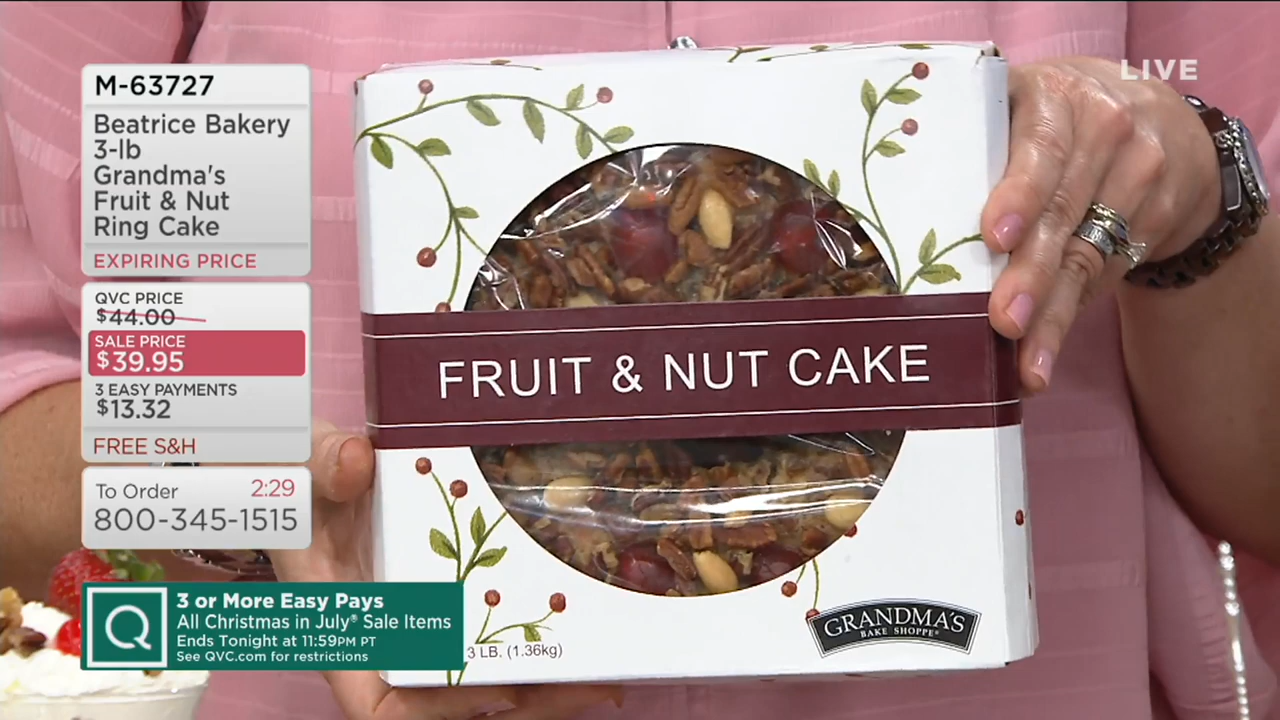 LIVE
M-63727
Beatrice Bakery
3-lb
Grandma's
Fruit & Nut
Ring Cake
EXPIRING PRICE
QVC PRICE
$44.00
SALE PRICE
$39.95
3 EASY PAYMENTS
$13.32
FREE S&H
To Order 2:29
800-345-1515
Q
3 or More Easy Pays
All Christmas in July® Sale Items
Ends Tonight at 11:59PM PT
See QVC.com for restrictions
FRUIT & NUT CAKE
GRANDMA'S
BAKE SHOPPE®
3 LB. (1.36kg)